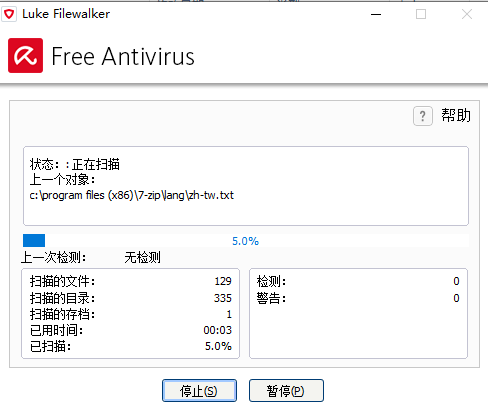 Luke Filewalker
Free Antivirus
? 帮助
状态：: 正在扫描
上一个对象：
c:\program files (x86)\7-zip\lang\zh-tw.txt
5.0%
上一次检测： 无检测
扫描的文件： 129
扫描的目录： 335
扫描的存档： 1
已用时间： 00:03
已扫描： 5.0%
检测： 0
警告： 0
停止(S) 暂停(P)